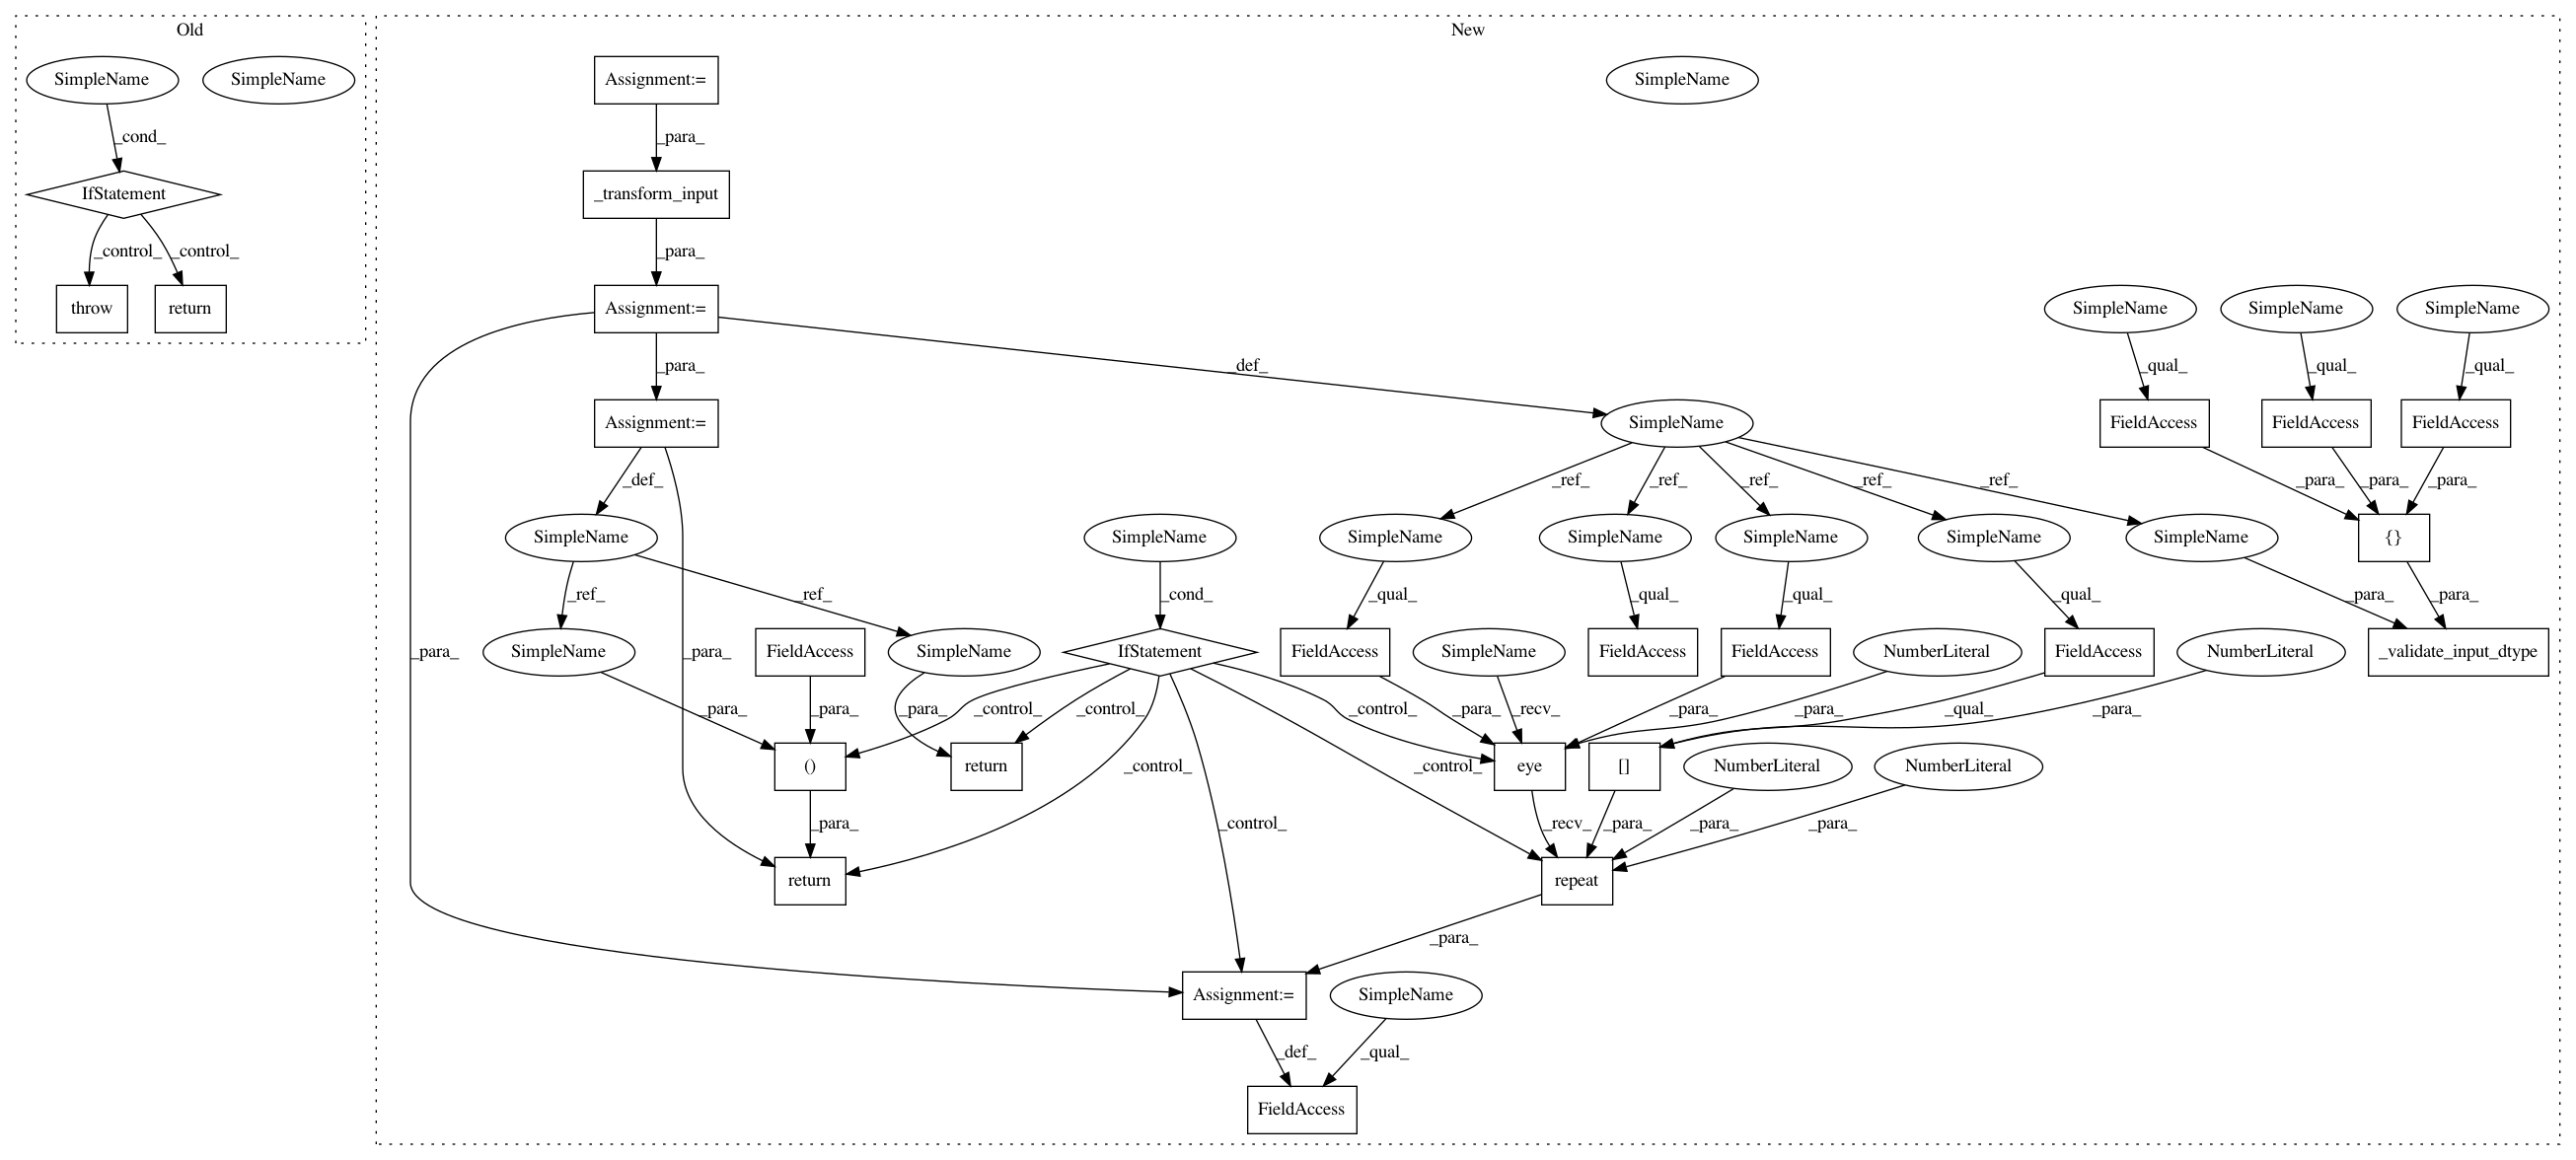 Old
New
SimpleName
SimpleName
Assignment:=
SimpleName
_cond_
_para_
IfStatement
_transform_input
_control_
_control_
_para_
throw
return
Assignment:=
SimpleName
SimpleName
SimpleName
_para_
_def_
_qual_
_qual_
_qual_
Assignment:=
SimpleName
FieldAccess
FieldAccess
FieldAccess
_def_
_ref_
_ref_
_ref_
_ref_
_ref_
_para_
_para_
_para_
SimpleName
SimpleName
SimpleName
SimpleName
SimpleName
SimpleName
SimpleName
{}
_ref_
_ref_
_cond_
_qual_
_qual_
_qual_
_qual_
_para_
_para_
_para_
_para_
SimpleName
FieldAccess
SimpleName
IfStatement
FieldAccess
SimpleName
FieldAccess
FieldAccess
NumberLiteral
FieldAccess
NumberLiteral
_validate_input_dtype
_para_
_para_
_para_
_control_
_control_
_control_
_para_
_recv_
_para_
_para_
_qual_
_para_
()
return
eye
[]
NumberLiteral
NumberLiteral
_para_
_control_
_control_
_control_
_recv_
_para_
_para_
_para_
return
repeat
_para_
Assignment:=
SimpleName
_def_
_qual_
FieldAccess